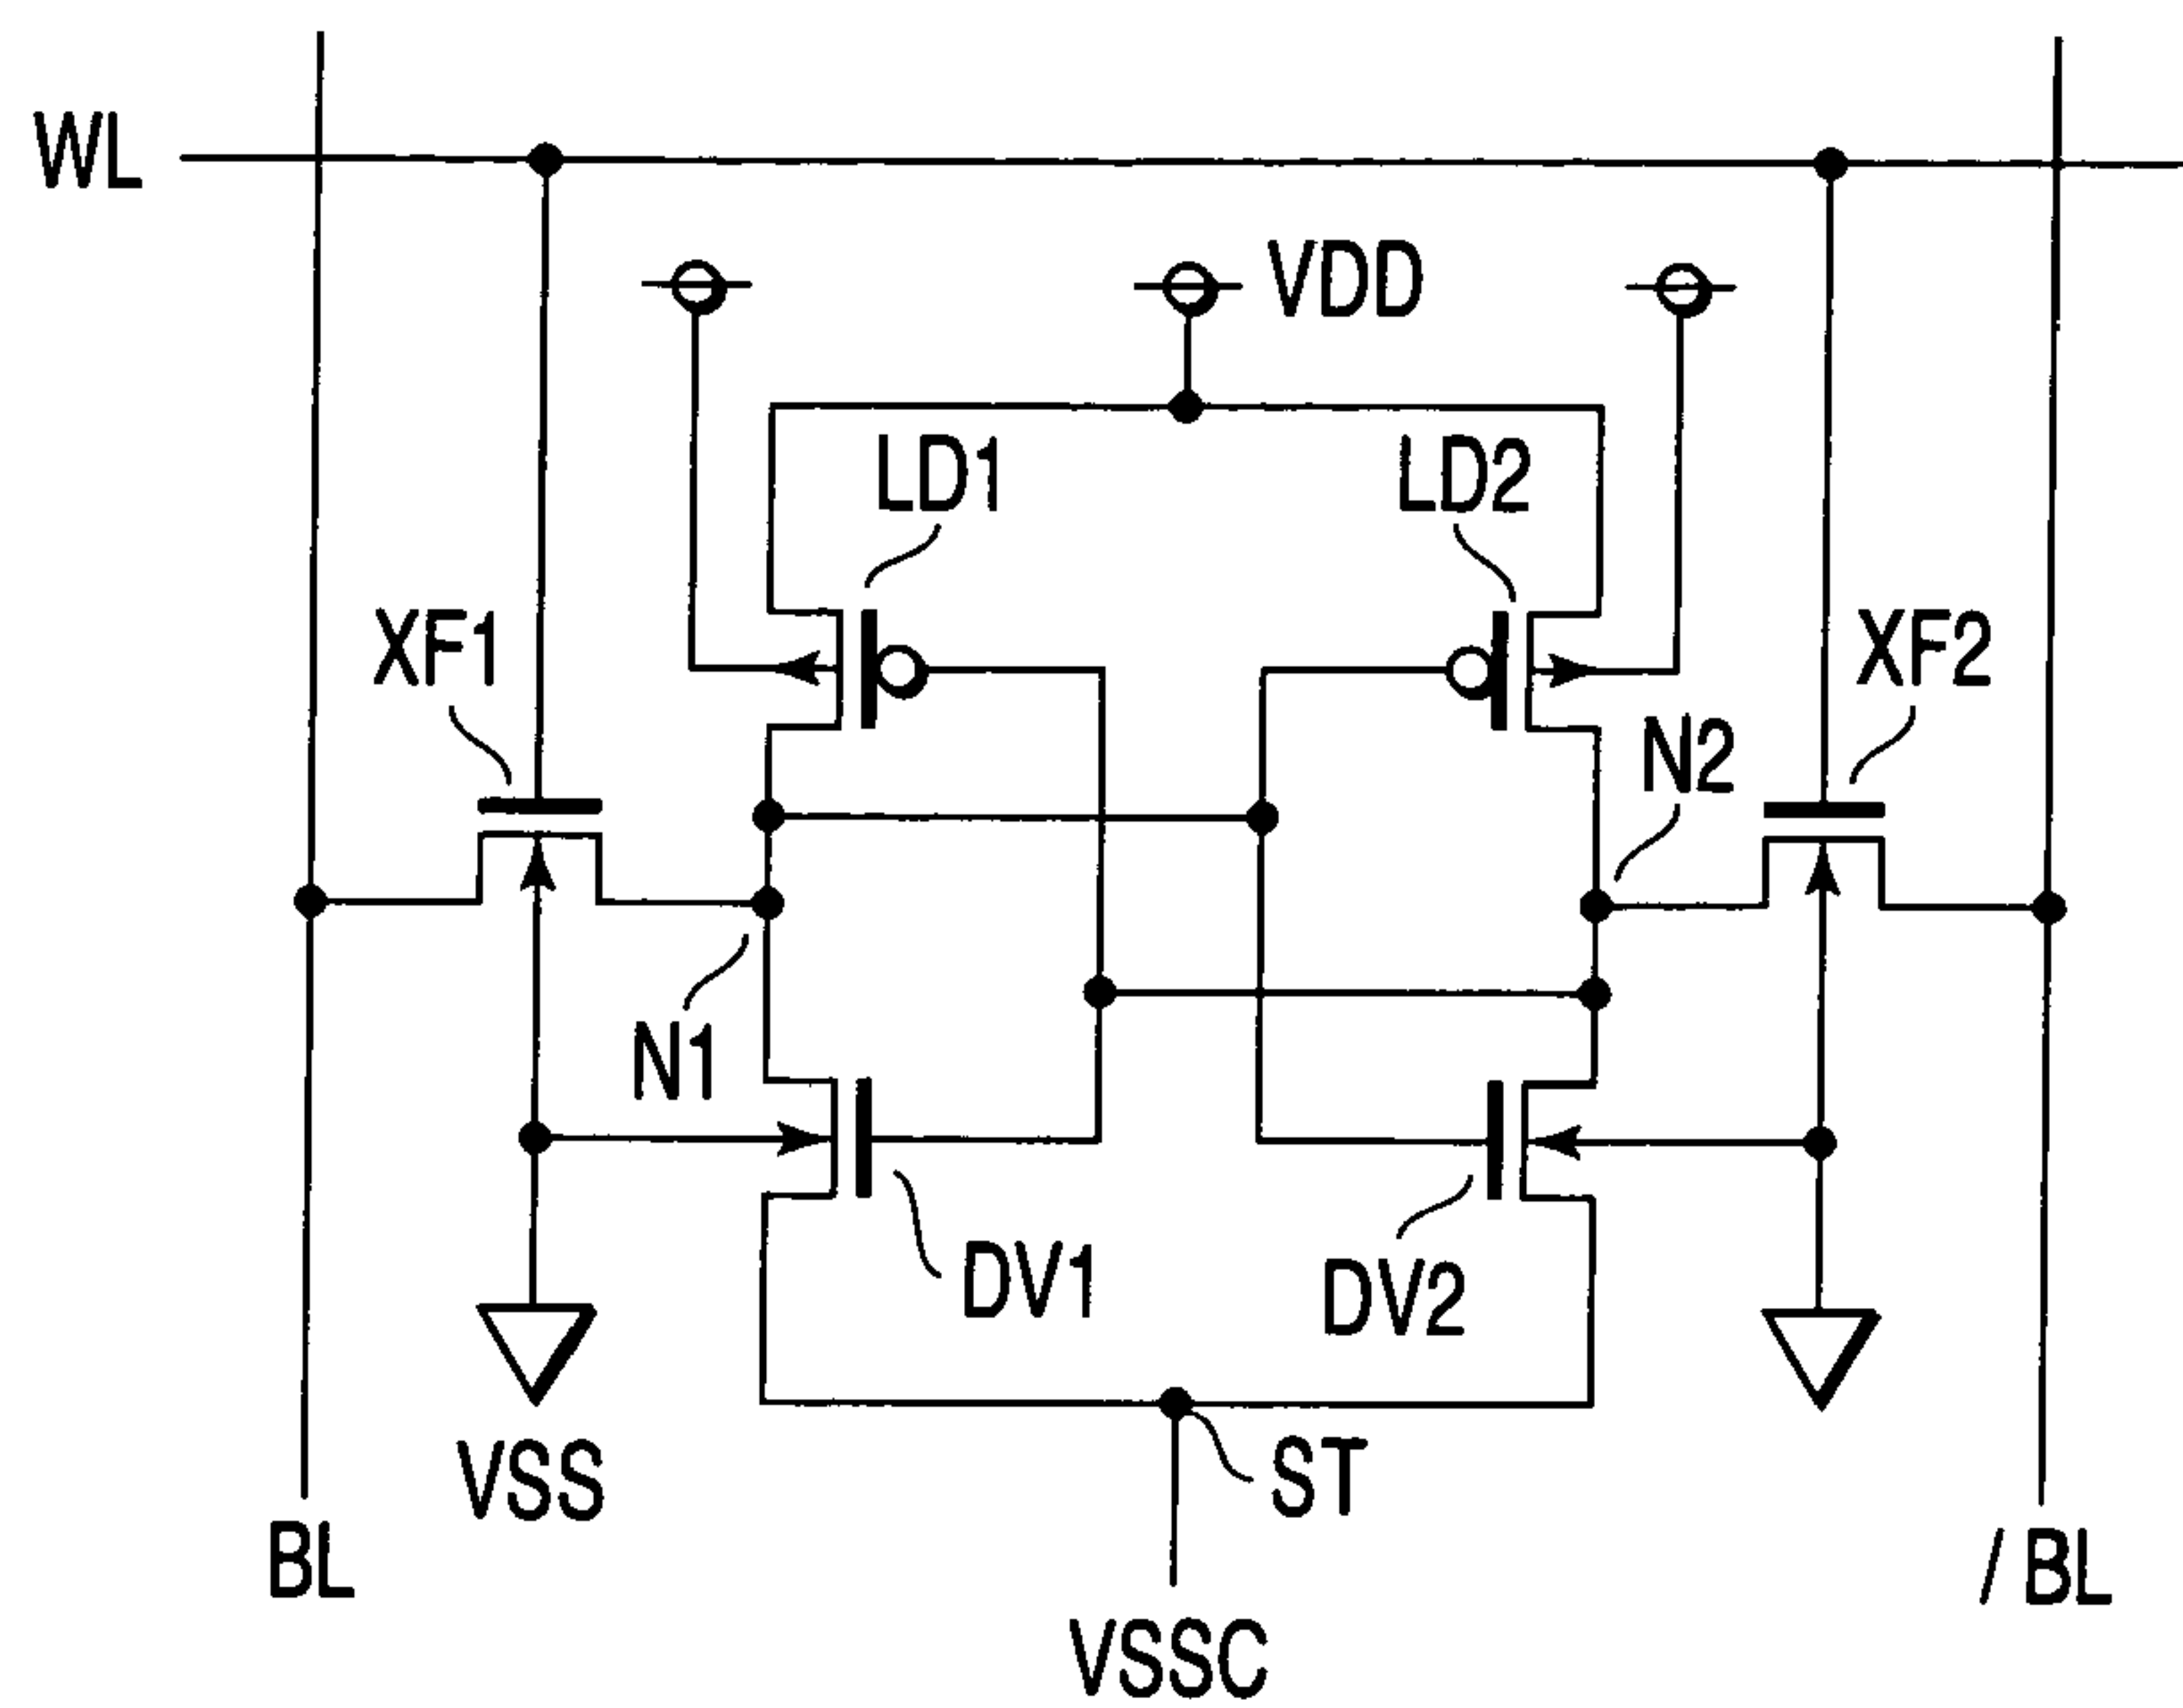 WL
VDD
LD1
LD2
XF1
XF2
N2
N1
DV1
DV2
VSS
ST
BL
/BL
VSSC